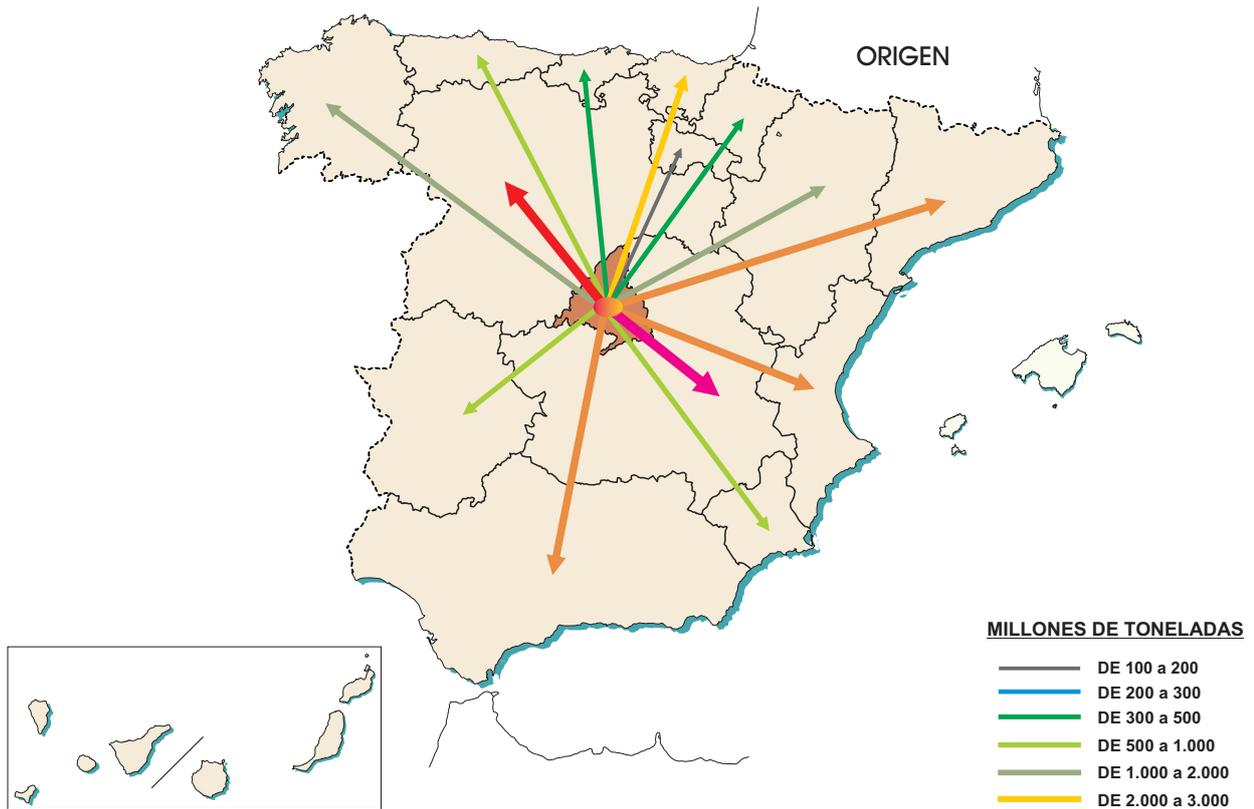 ORIGEN
MILLONES DE TONELADAS
DE 100 a 200
DE 200 a 300
DE 300 a 500
DE 500 a 1.000
DE 1.000 a 2.000
DE 2.000 a 3.000